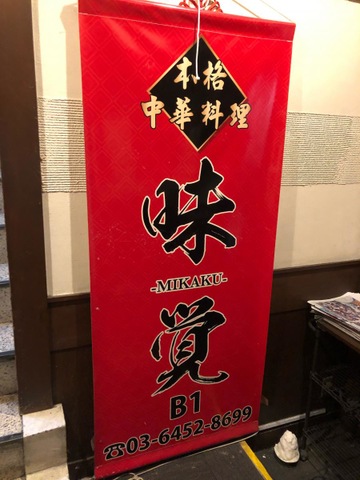 本格
中華料理
味
-MIKAKU-
覚
B1
☎03-6452-8699